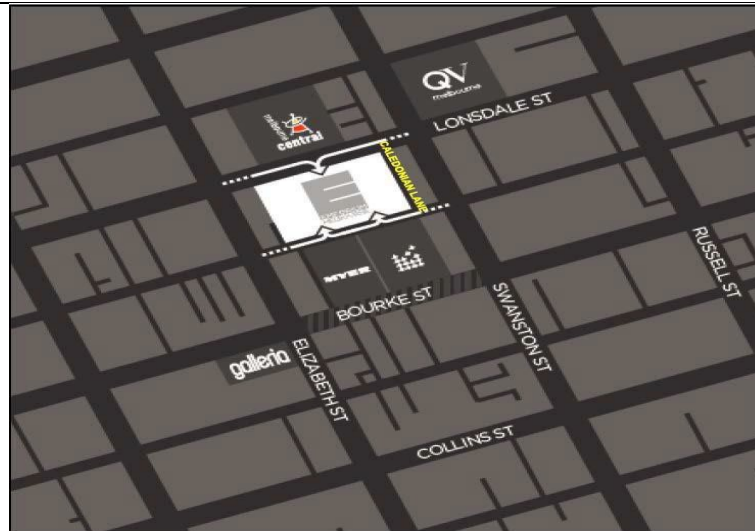 QV
melbourne
LONSDALE ST
melbourne
central
CALEDONIAN LANE
MYER
BOURKE ST
RUSSELL ST
SWANSTON ST
ELIZABETH ST
galleria
COLLINS ST